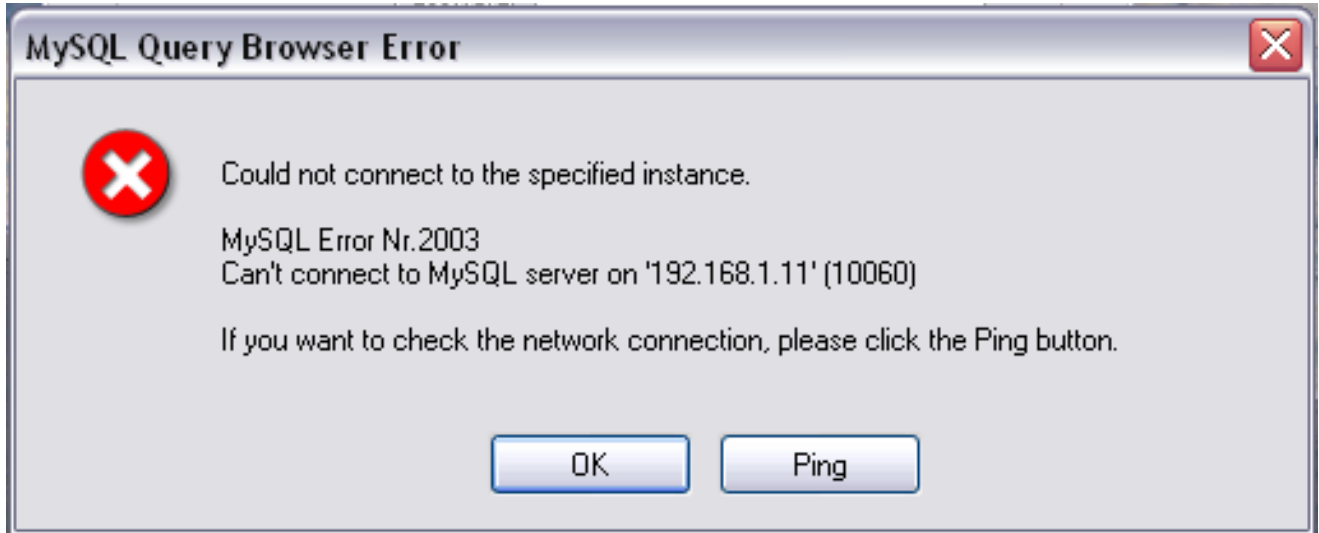 MySQL Query Browser Error
Could not connect to the specified instance.
MySQL Error Nr.2003
Can't connect to MySQL server on '192.168.1.11' (10060)
If you want to check the network connection, please click the Ping button.
OK
Ping